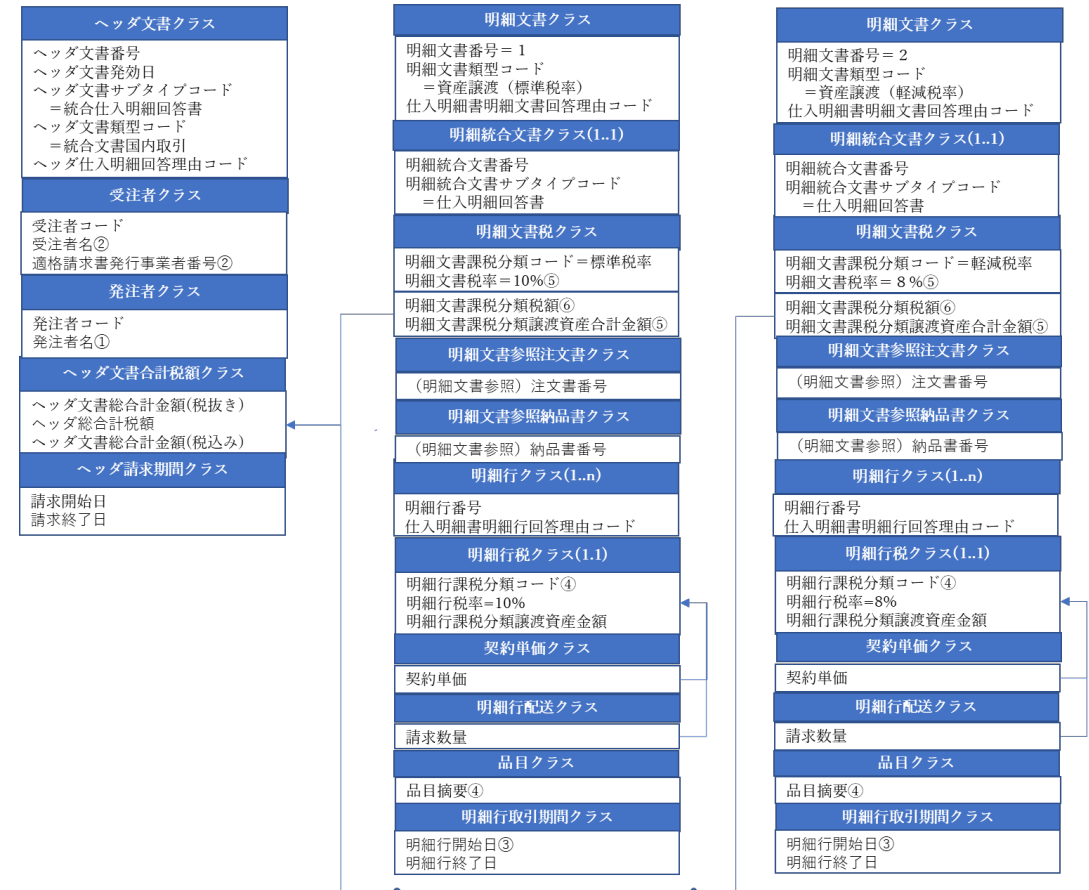 ヘッダ文書クラス
ヘッダ文書番号
ヘッダ文書発効日
ヘッダ文書サブタイプコード
＝統合仕入明細回答書
ヘッダ文書類型コード
＝統合文書国内取引
ヘッダ仕入明細回答理由コード
受注者クラス
受注者コード
受注者名②
適格請求書発行事業者番号②
発注者クラス
発注者コード
発注者名①
ヘッダ文書合計税額クラス
ヘッダ文書総合計金額(税抜き)
ヘッダ総合計税額
ヘッダ文書総合計金額(税込み)
ヘッダ請求期間クラス
請求開始日
請求終了日
明細文書クラス
明細文書番号＝１
明細文書類型コード
＝資産譲渡（標準税率）
仕入明細書明細文書回答理由コード
明細統合文書クラス(1..1)
明細統合文書番号
明細統合文書サブタイプコード
＝仕入明細回答書
明細文書税クラス
明細文書課税分類コード＝標準税率
明細文書税率＝10%⑤
明細文書課税分類税額⑥
明細文書課税分類譲渡資産合計金額⑤
明細文書参照注文書クラス
（明細文書参照）注文書番号
明細文書参照納品書クラス
（明細文書参照）納品書番号
明細行クラス(1..n)
明細行番号
仕入明細書明細行回答理由コード
明細行税クラス(1.1)
明細行課税分類コード④
明細行税率=10%
明細行課税分類譲渡資産金額
契約単価クラス
契約単価
明細行配送クラス
請求数量
品目クラス
品目摘要④
明細行取引期間クラス
明細行開始日③
明細行終了日
明細文書クラス
明細文書番号＝２
明細文書類型コード
＝資産譲渡（軽減税率）
仕入明細書明細文書回答理由コード
明細統合文書クラス(1..1)
明細統合文書番号
明細統合文書サブタイプコード
＝仕入明細回答書
明細文書税クラス
明細文書課税分類コード＝軽減税率
明細文書税率＝８%⑤
明細文書課税分類税額⑥
明細文書課税分類譲渡資産合計金額⑤
明細文書参照注文書クラス
（明細文書参照）注文書番号
明細文書参照納品書クラス
（明細文書参照）納品書番号
明細行クラス(1..n)
明細行番号
仕入明細書明細行回答理由コード
明細行税クラス(1..1)
明細行課税分類コード④
明細行税率=8%
明細行課税分類譲渡資産金額
契約単価クラス
契約単価
明細行配送クラス
請求数量
品目クラス
品目摘要④
明細行取引期間クラス
明細行開始日③
明細行終了日